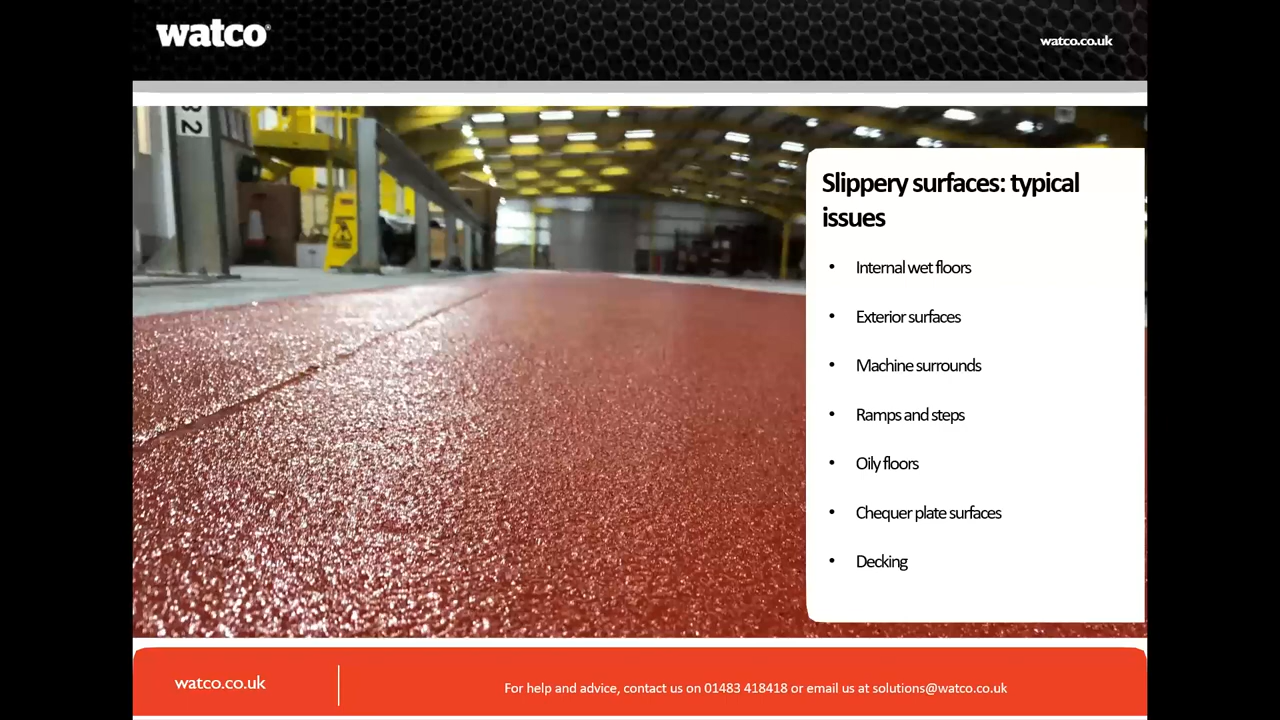 watco®
watco.co.uk
32
Slippery surfaces: typical
issues
• Internal wet floors
• Exterior surfaces
• Machine surrounds
• Ramps and steps
• Oily floors
• Chequer plate surfaces
• Decking
watco.co.uk
For help and advice, contact us on 01483 418418 or email us at solutions@watco.co.uk